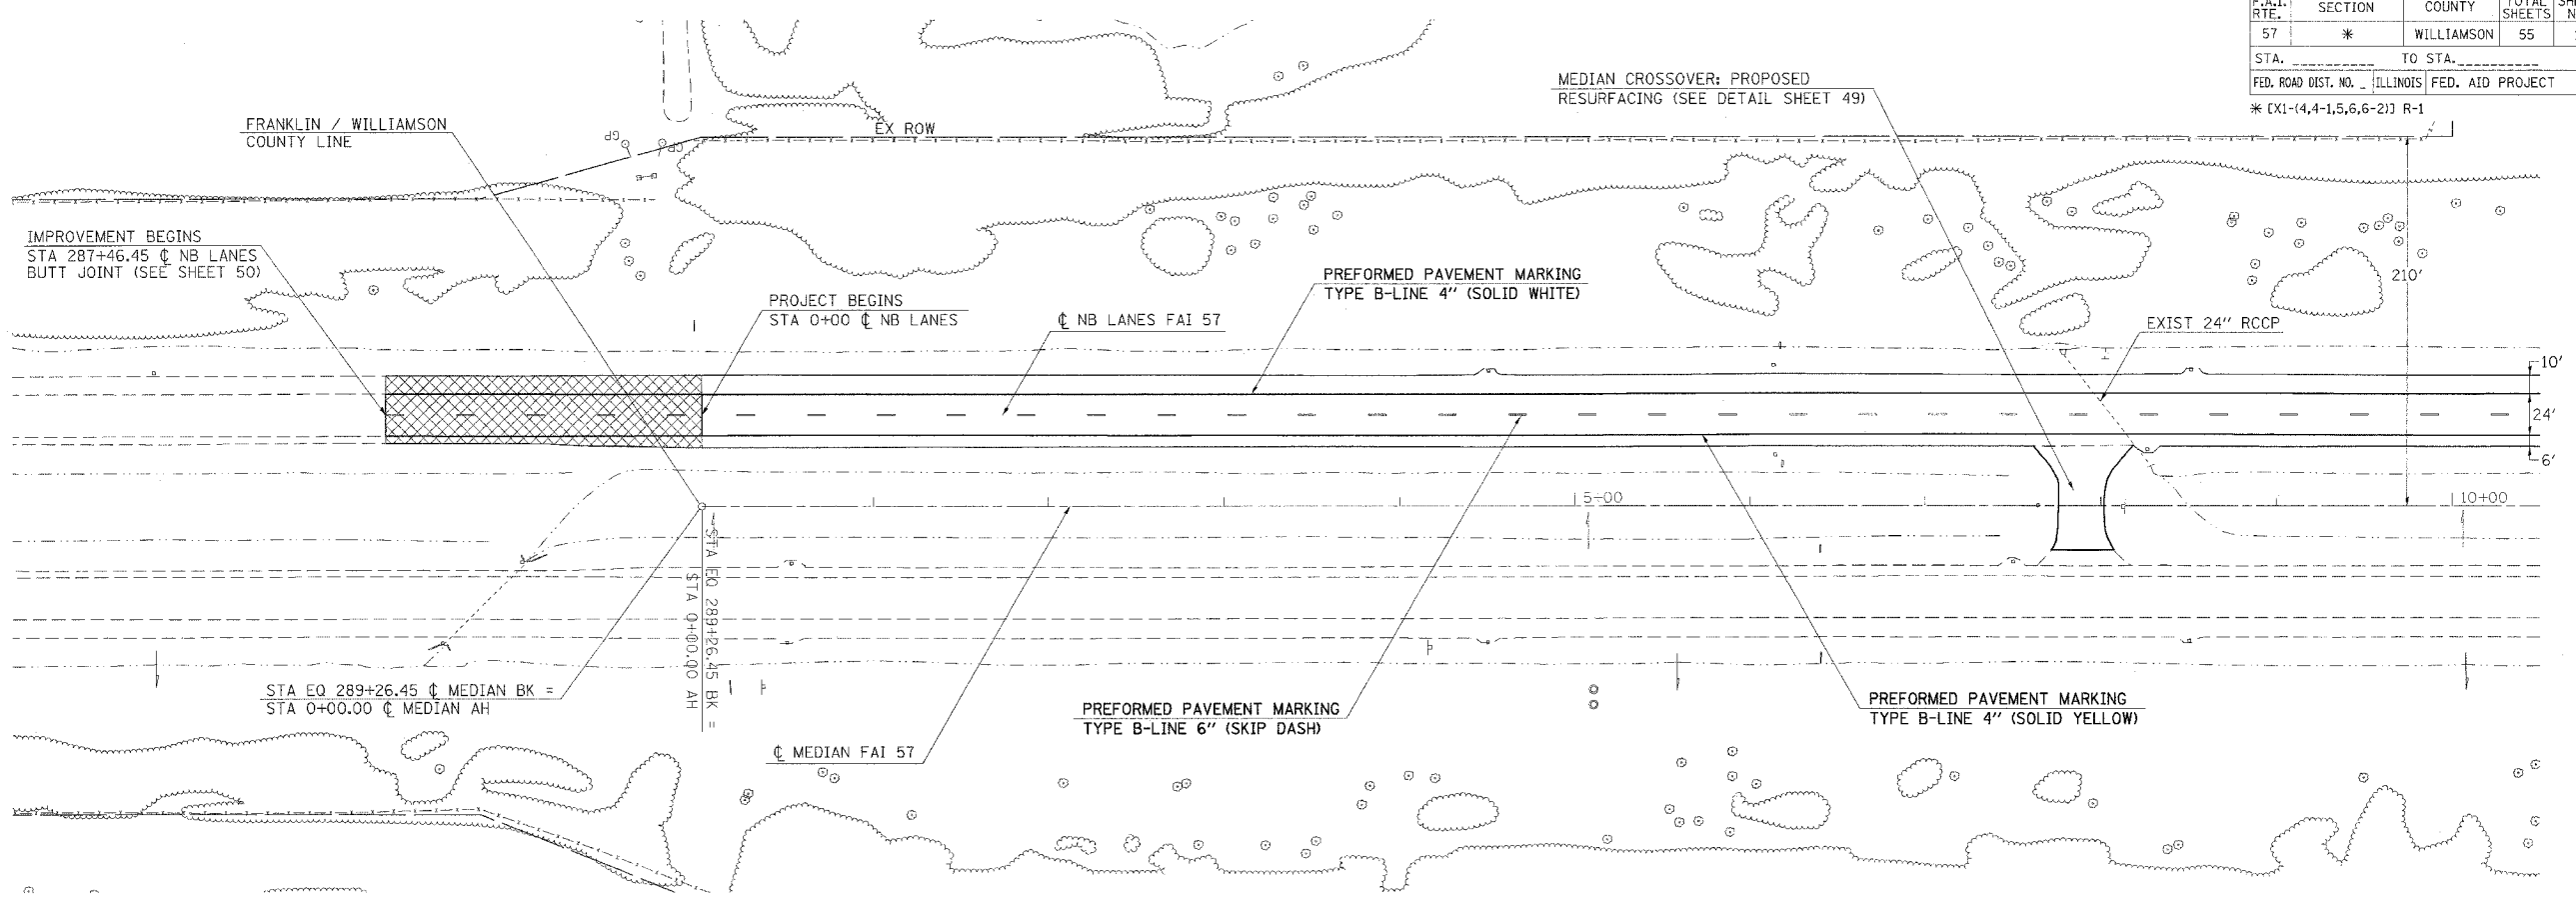 F.A.I. RTE. SECTION COUNTY TOTAL SHEETS
57 * WILLIAMSON 55
STA. TO STA.
FED. ROAD DIST. NO. _ ILLINOIS FED. AID PROJECT
* [X1-(4,4-1,5,6,6-2)] R-1
MEDIAN CROSSOVER: PROPOSED
RESURFACING (SEE DETAIL SHEET 49)
FRANKLIN / WILLIAMSON
COUNTY LINE
EX ROW
GP
GP
IMPROVEMENT BEGINS
STA 287+46.45 ℄ NB LANES
BUTT JOINT (SEE SHEET 50)
PROJECT BEGINS
STA 0+00 ℄ NB LANES
℄ NB LANES FAI 57
PREFORMED PAVEMENT MARKING
TYPE B-LINE 4" (SOLID WHITE)
210'
EXIST 24" RCCP
10'
24'
6'
5+00
10+00
STA EQ 289+26.45 BK =
STA 0+00.00 AH
STA EQ 289+26.45 ℄ MEDIAN BK =
STA 0+00.00 ℄ MEDIAN AH
℄ MEDIAN FAI 57
PREFORMED PAVEMENT MARKING
TYPE B-LINE 6" (SKIP DASH)
PREFORMED PAVEMENT MARKING
TYPE B-LINE 4" (SOLID YELLOW)